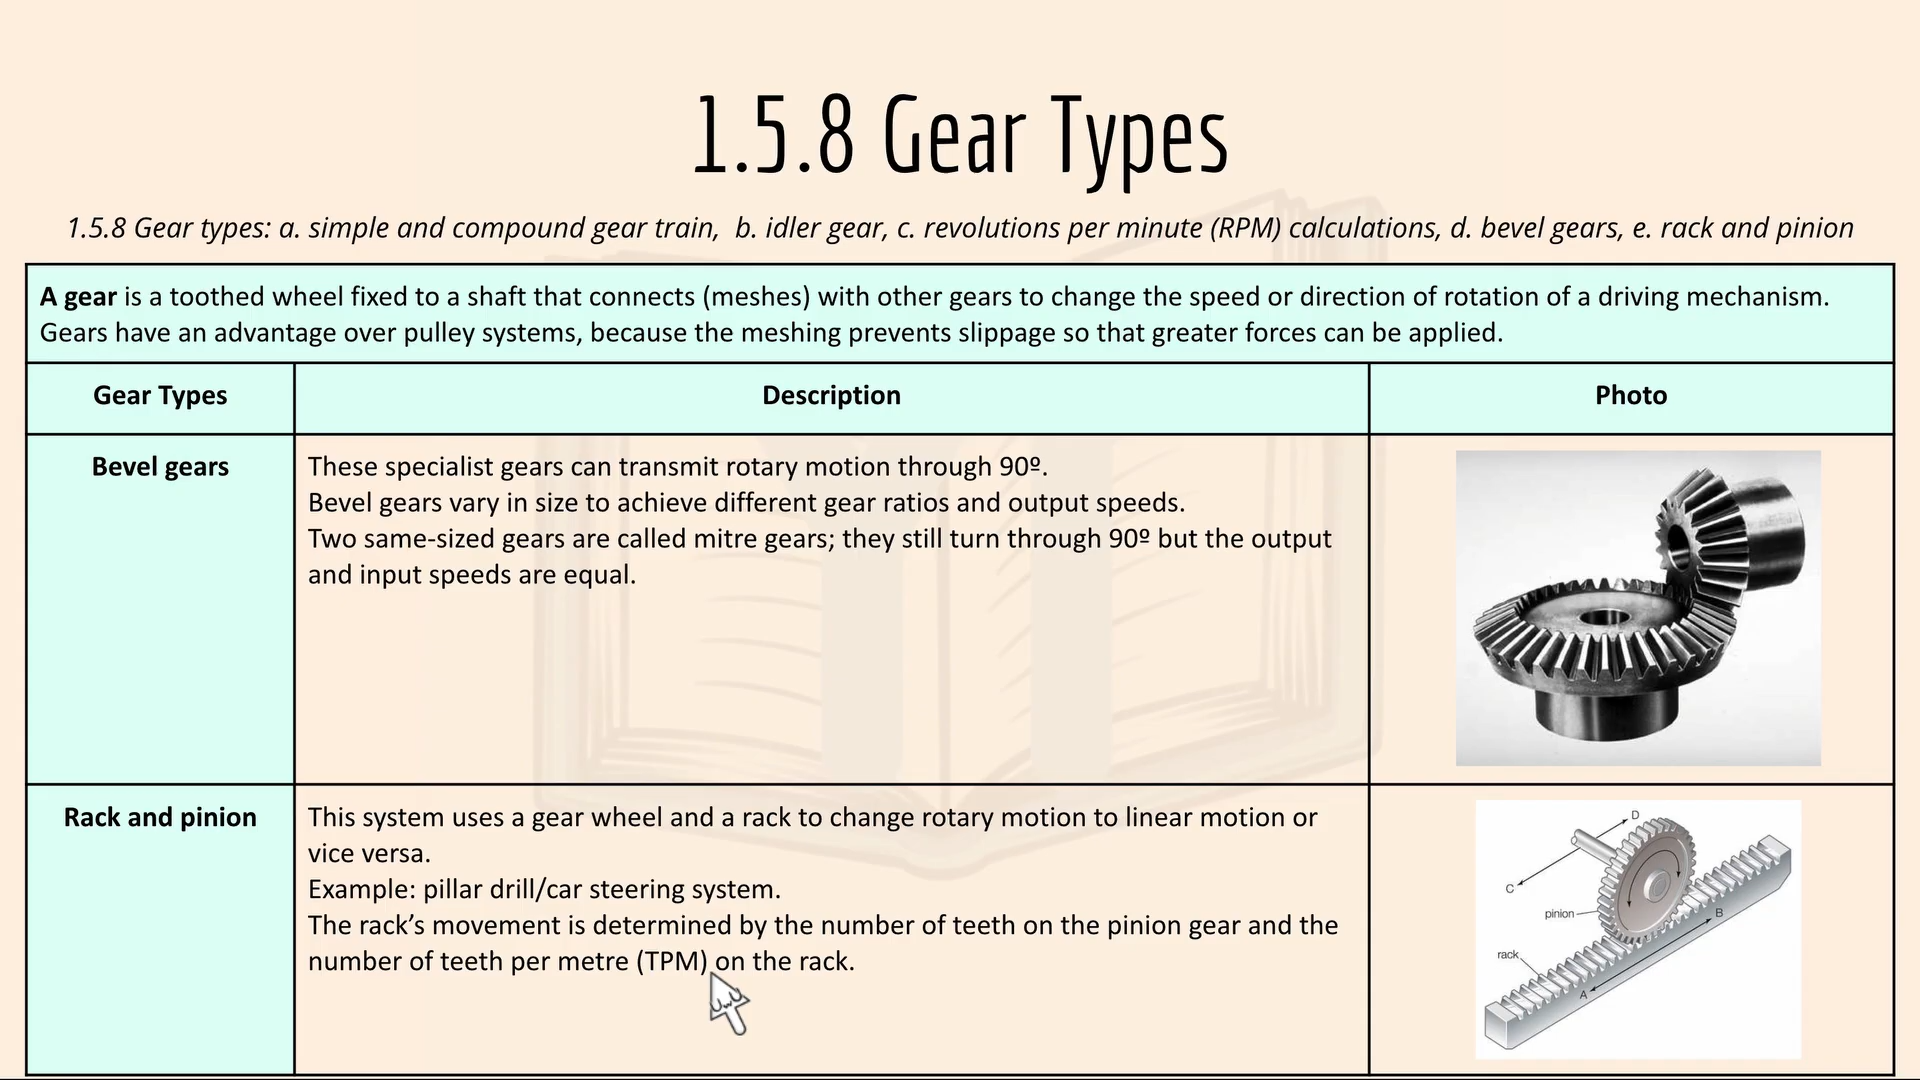 1.5.8 Gear Types
1.5.8 Gear types: a. simple and compound gear train,  b. idler gear, c. revolutions per minute (RPM) calculations, d. bevel gears, e. rack and pinion
A gear is a toothed wheel fixed to a shaft that connects (meshes) with other gears to change the speed or direction of rotation of a driving mechanism.
Gears have an advantage over pulley systems, because the meshing prevents slippage so that greater forces can be applied.
Gear Types
Description
Photo
Bevel gears
These specialist gears can transmit rotary motion through 90º.
Bevel gears vary in size to achieve different gear ratios and output speeds.
Two same-sized gears are called mitre gears; they still turn through 90º but the output
and input speeds are equal.
Rack and pinion
This system uses a gear wheel and a rack to change rotary motion to linear motion or
vice versa.
Example: pillar drill/car steering system.
The rack’s movement is determined by the number of teeth on the pinion gear and the
number of teeth per metre (TPM) on the rack.
D
C
pinion
B
rack
A